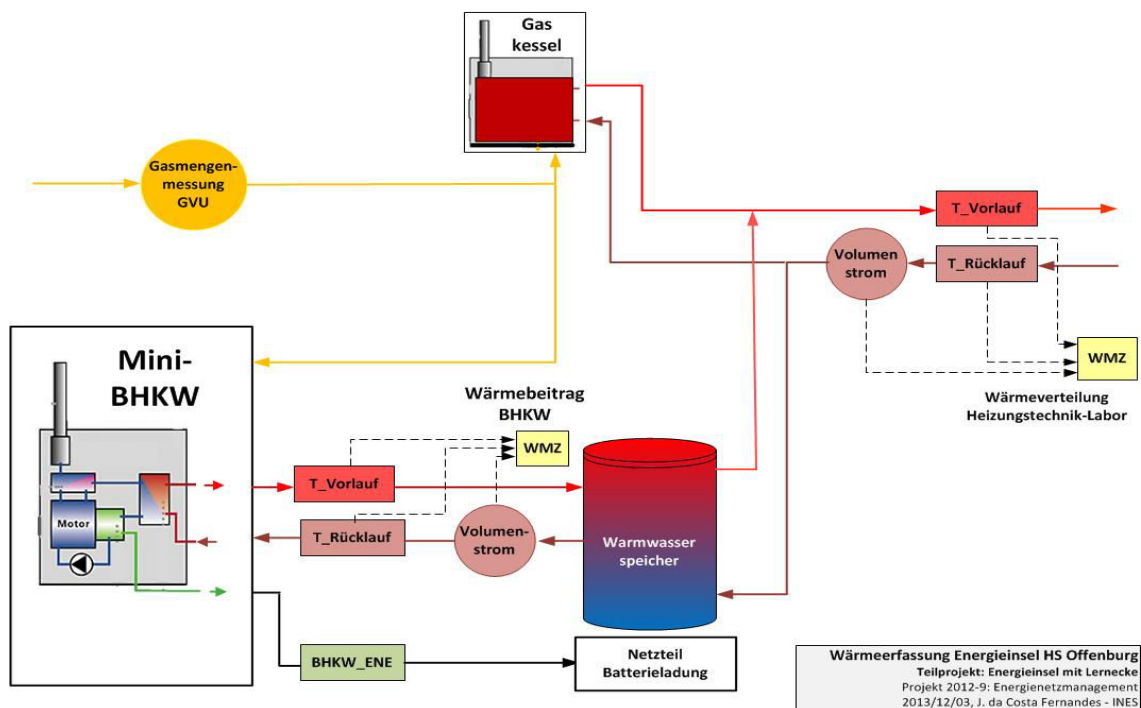 Gas
kessel
Gasmengen-
messung
GVU
T_Vorlauf
Volumen
strom
T_Rücklauf
WMZ
Wärmeverteilung
Heizungstechnik-Labor
Mini-
BHKW
Motor
Wärmebeitrag
BHKW
WMZ
T_Vorlauf
T_Rücklauf
Volumen-
strom
Warmwasser
speicher
BHKW_ENE
Netzteil
Batterieladung
Wärmeerfassung Energieinsel HS Offenburg
Teilprojekt: Energieinsel mit Lernecke
Projekt 2012-9: Energienetzmanagement
2013/12/03, J. da Costa Fernandes - INES